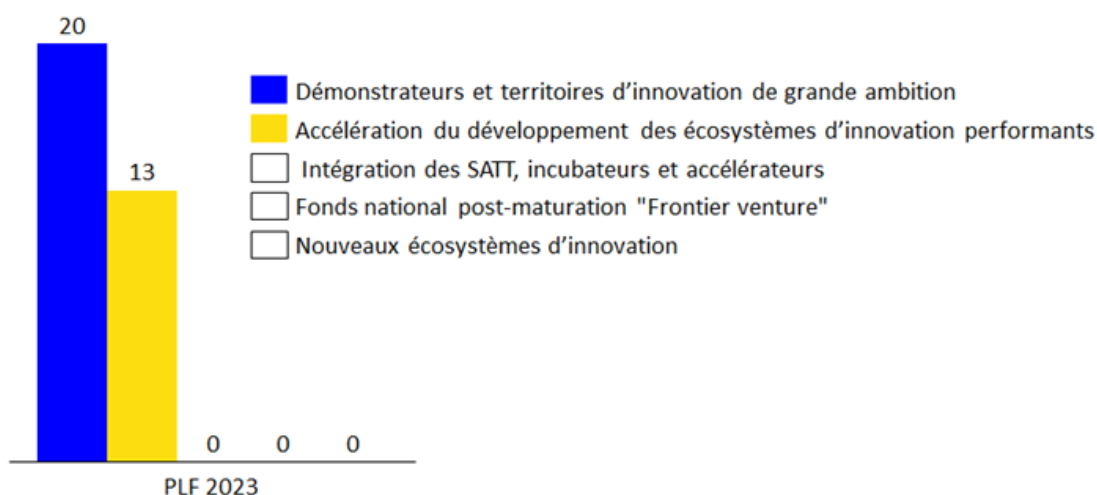 20
Démonstrateurs et territoires d’innovation de grande ambition
Accélération du développement des écosystèmes d’innovation performants
13
Intégration des SATT, incubateurs et accélérateurs
Fonds national post-maturation "Frontier venture"
Nouveaux écosystèmes d’innovation
0 0 0
PLF 2023